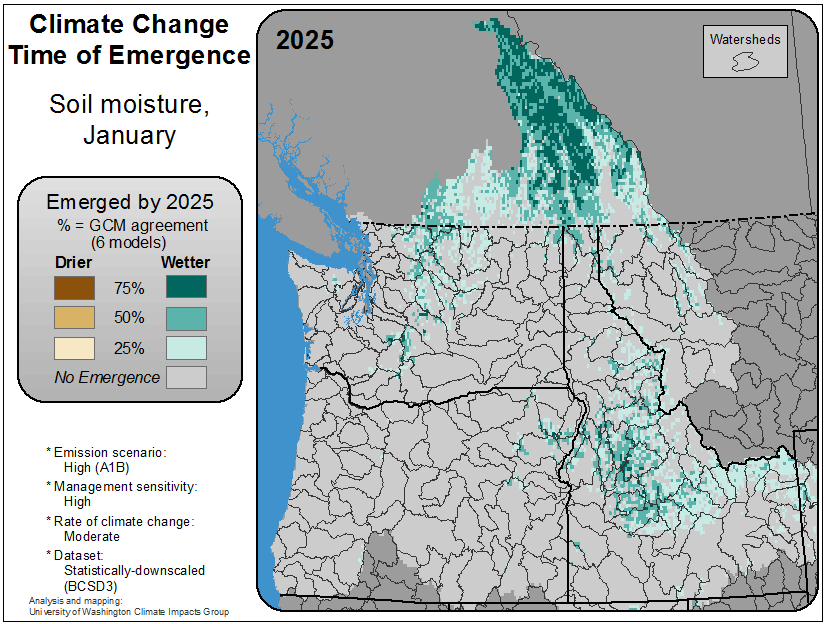 Climate Change
Time of Emergence
Soil moisture,
January
Emerged by 2025
% = GCM agreement
(6 models)
Drier
Wetter
75%
50%
25%
No Emergence
* Emission scenario:
High (A1B)
* Management sensitivity:
High
* Rate of climate change:
Moderate
* Dataset:
Statistically-downscaled
(BCSD3)
Analysis and mapping:
University of Washington Climate Impacts Group
2025
Watersheds